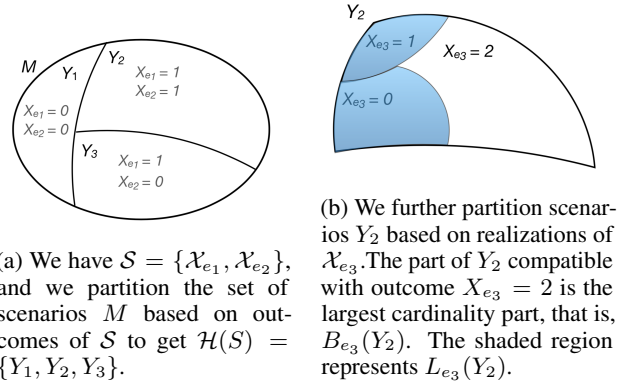 M
Y₁
Y₂
Xₑ₁ = 1
Xₑ₂ = 1
Xₑ₁ = 0
Xₑ₂ = 0
Y₃
Xₑ₁ = 1
Xₑ₂ = 0
(a) We have 𝒮 = {𝒳ₑ₁, 𝒳ₑ₂},
and we partition the set of
scenarios M based on out-
comes of 𝒮 to get ℋ(S) =
{Y₁, Y₂, Y₃}.
Y₂
Xₑ₃ = 1
Xₑ₃ = 2
Xₑ₃ = 0
(b) We further partition scenar-
ios Y₂ based on realizations of
𝒳ₑ₃.The part of Y₂ compatible
with outcome Xₑ₃ = 2 is the
largest cardinality part, that is,
Bₑ₃(Y₂). The shaded region
represents Lₑ₃(Y₂).